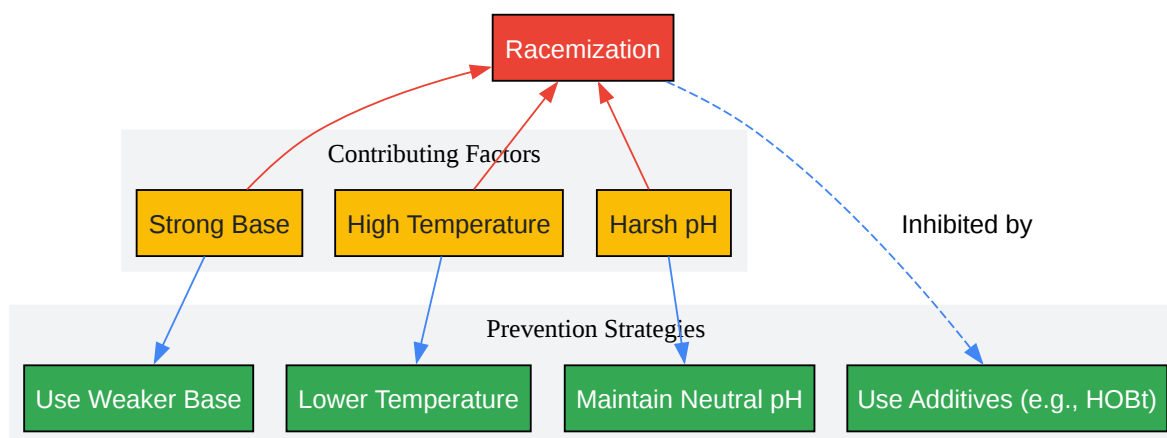 Racemization
Contributing Factors
Strong Base
High Temperature
Harsh pH
Inhibited by
Prevention Strategies
Use Weaker Base
Lower Temperature
Maintain Neutral pH
Use Additives (e.g., HOBt)